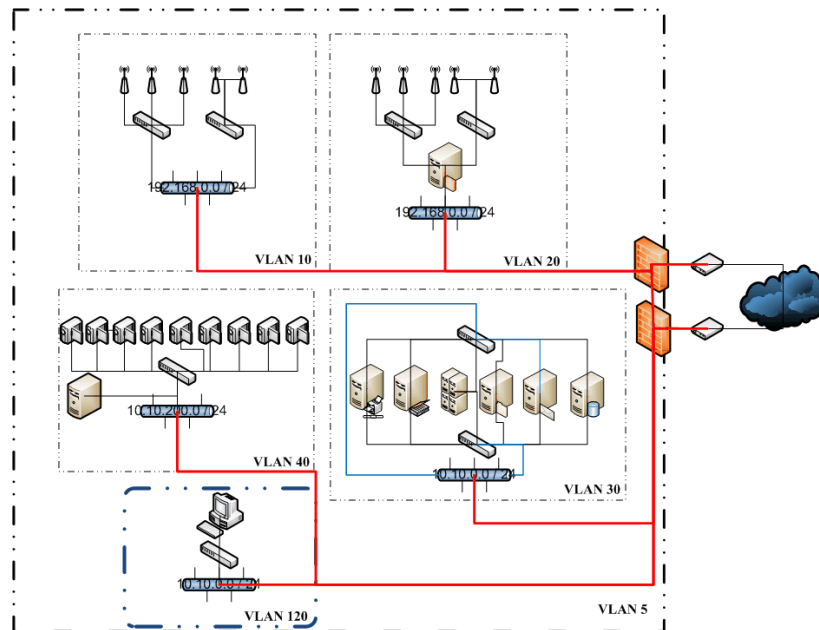 192.168.0.0 / 24
192.168.0.0 / 24
VLAN 10
VLAN 20
10.10.200.0 / 24
VLAN 40
10.10.0.0 / 24
VLAN 30
10.10.0.0 / 24
VLAN 120
VLAN 5